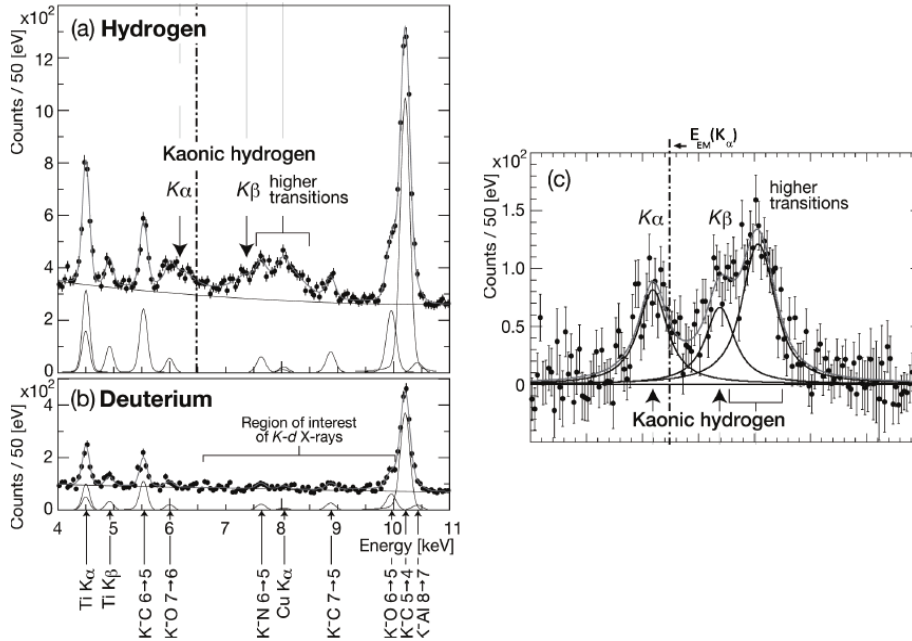 (a) Hydrogen
×10²
Counts / 50 [eV]
12
10
8
6
4
2
0
Kaonic hydrogen
Kα
Kβ
higher
transitions
(b) Deuterium
×10²
Counts / 50 [eV]
4
2
0
Region of interest
of K-d X-rays
4 5 6 7 8 9 10 11
Energy [keV]
Ti Kα
Ti Kβ
K⁻C 6→5
K⁻O 7→6
K⁻N 6→5
Cu Kα
K⁻C 7→5
K⁻O 6→5
K⁻C 5→4
K⁻Al 8→7
(c)
E_EM(K_α)
×10²
Counts / 50 [eV]
1.5
1.0
0.5
0
Kα
Kβ
higher
transitions
Kaonic hydrogen